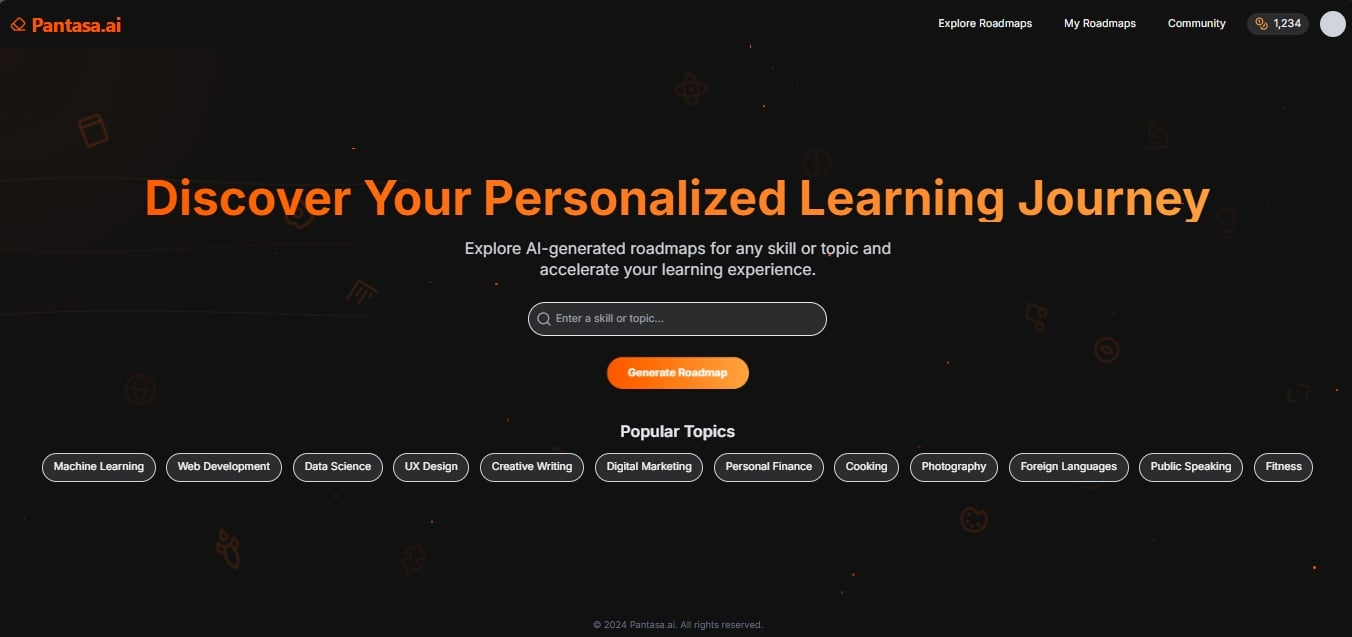 Pantasa.ai
Explore Roadmaps
My Roadmaps
Community
1,234
Discover Your Personalized Learning Journey
Explore AI-generated roadmaps for any skill or topic and
accelerate your learning experience.
Enter a skill or topic...
Generate Roadmap
Popular Topics
Machine Learning
Web Development
Data Science
UX Design
Creative Writing
Digital Marketing
Personal Finance
Cooking
Photography
Foreign Languages
Public Speaking
Fitness
© 2024 Pantasa.ai. All rights reserved.